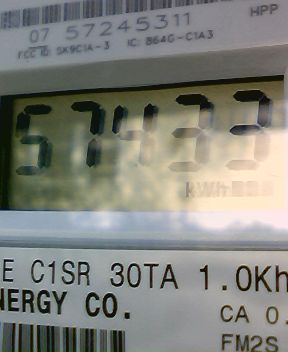 HPP
07 57245311
FCC ID: SK9C1A-3 IC: 864G-C1A3
57433
kWh
E C1SR 30TA 1.0Kh
NERGY CO.
CA 0.
FM2S